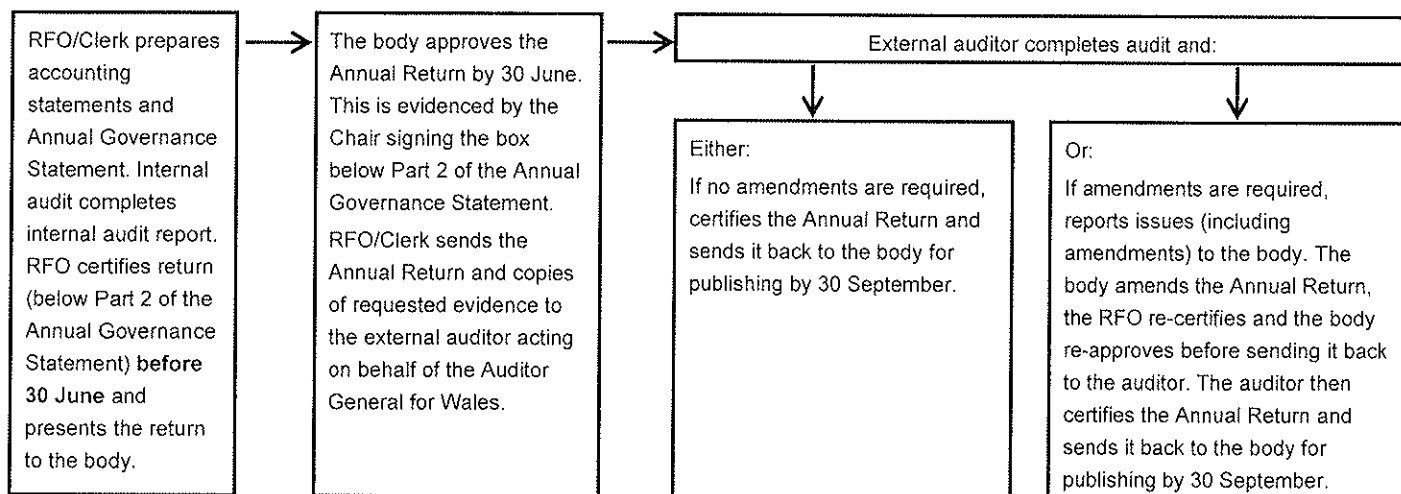 RFO/Clerk prepares
accounting
statements and
Annual Governance
Statement. Internal
audit completes
internal audit report.
RFO certifies return
(below Part 2 of the
Annual Governance
Statement) before
30 June and
presents the return
to the body.
The body approves the
Annual Return by 30 June.
This is evidenced by the
Chair signing the box
below Part 2 of the Annual
Governance Statement.
RFO/Clerk sends the
Annual Return and copies
of requested evidence to
the external auditor acting
on behalf of the Auditor
General for Wales.
External auditor completes audit and:
Either:
If no amendments are required,
certifies the Annual Return and
sends it back to the body for
publishing by 30 September.
Or:
If amendments are required,
reports issues (including
amendments) to the body. The
body amends the Annual Return,
the RFO re-certifies and the body
re-approves before sending it back
to the auditor. The auditor then
certifies the Annual Return and
sends it back to the body for
publishing by 30 September.